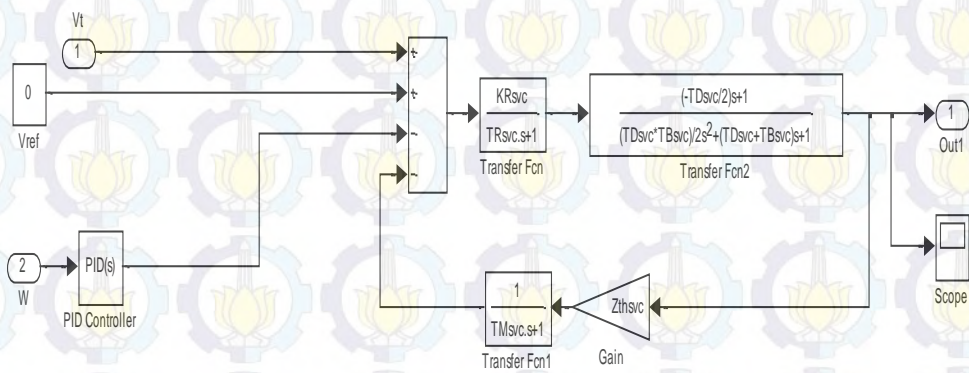 Vt
1
0
Vref
+
+
-
-
KRsvc
TRsvc.s+1
Transfer Fcn
(-TDsvc/2)s+1
(TDsvc*TBsvc)/2s²+(TDsvc+TBsvc)s+1
Transfer Fcn2
1
Out1
2
W
PID(s)
PID Controller
1
TMsvc.s+1
Transfer Fcn1
Zthsvc
Gain
Scope